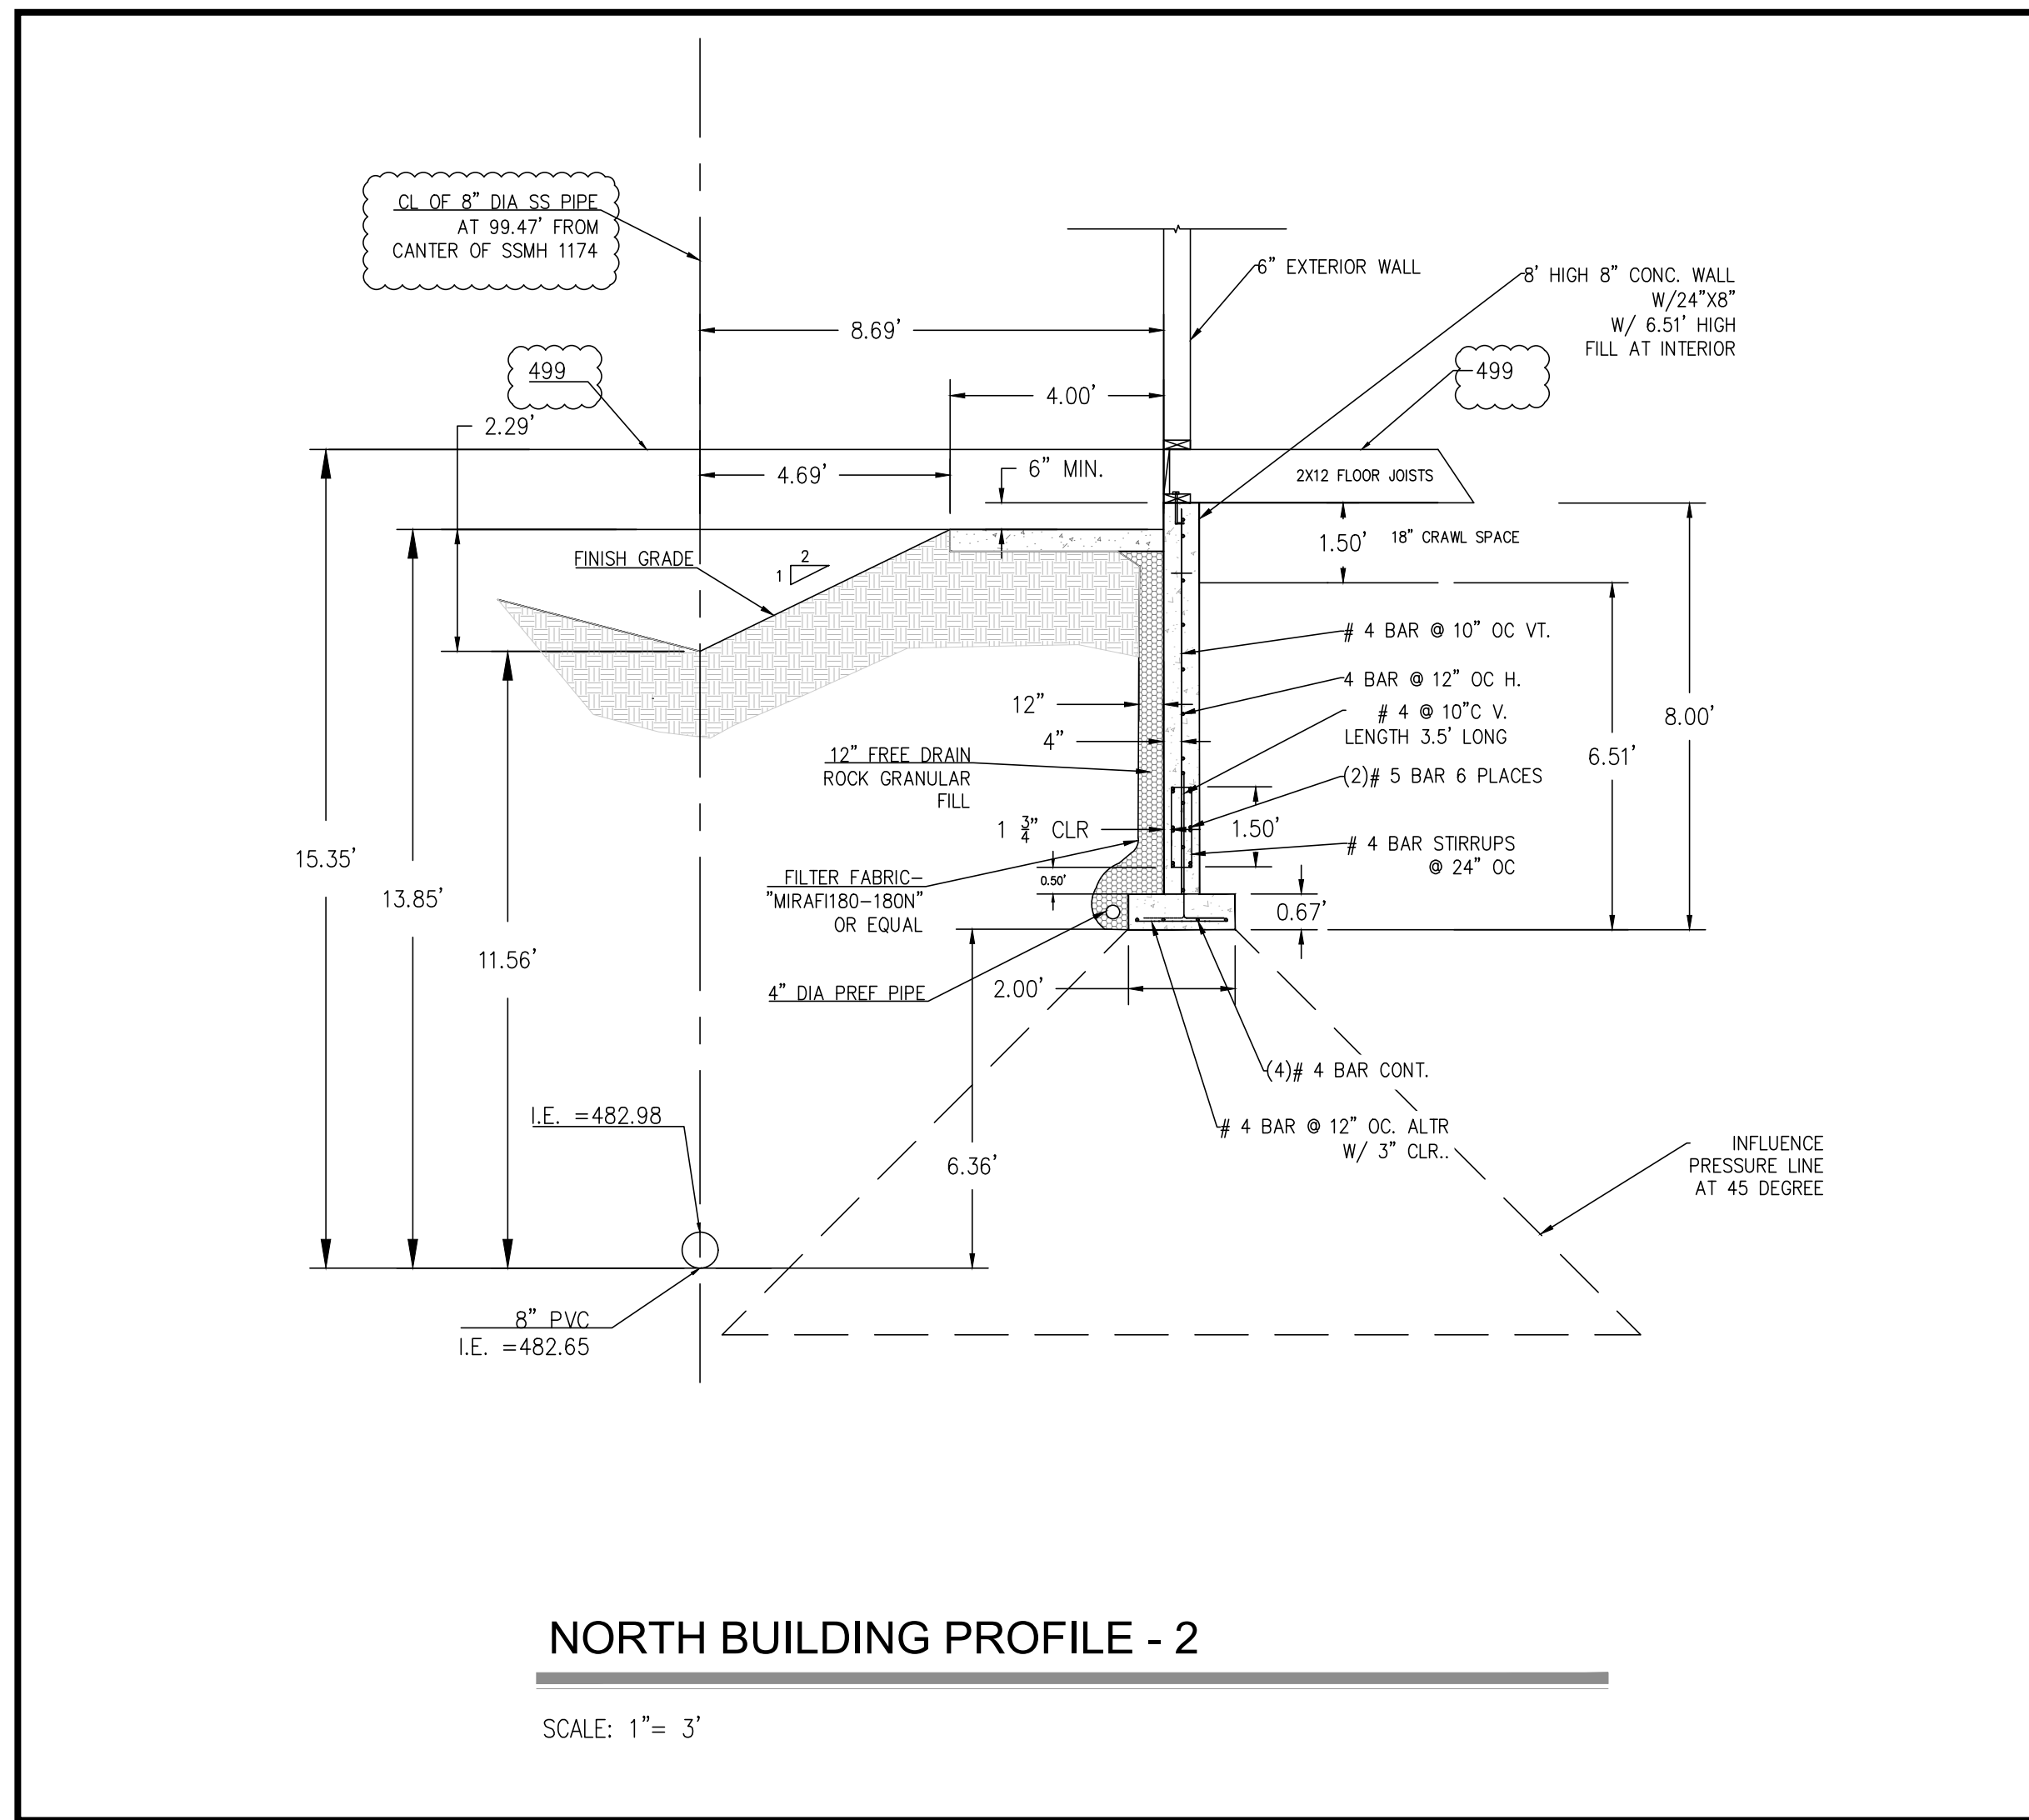 CL OF 8" DIA SS PIPE
AT 99.47' FROM
CANTER OF SSMH 1174
6" EXTERIOR WALL
8' HIGH 8" CONC. WALL
W/24"X8"
W/ 6.51' HIGH
FILL AT INTERIOR
8.69'
499
499
4.00'
2.29'
4.69'
6" MIN.
2X12 FLOOR JOISTS
1.50'
18" CRAWL SPACE
FINISH GRADE
2
1
# 4 BAR @ 10" OC VT.
4 BAR @ 12" OC H.
# 4 @ 10"C V.
LENGTH 3.5' LONG
(2)# 5 BAR 6 PLACES
# 4 BAR STIRRUPS
@ 24" OC
12"
4"
8.00'
6.51'
12" FREE DRAIN
ROCK GRANULAR
FILL
1 3/4" CLR
1.50'
15.35'
13.85'
11.56'
0.50'
FILTER FABRIC-
"MIRAFI180-180N"
OR EQUAL
0.67'
4" DIA PREF PIPE
2.00'
(4)# 4 BAR CONT.
# 4 BAR @ 12" OC. ALTR
W/ 3" CLR..
I.E. =482.98
6.36'
INFLUENCE
PRESSURE LINE
AT 45 DEGREE
8" PVC
I.E. =482.65
NORTH BUILDING PROFILE - 2
SCALE: 1"= 3'